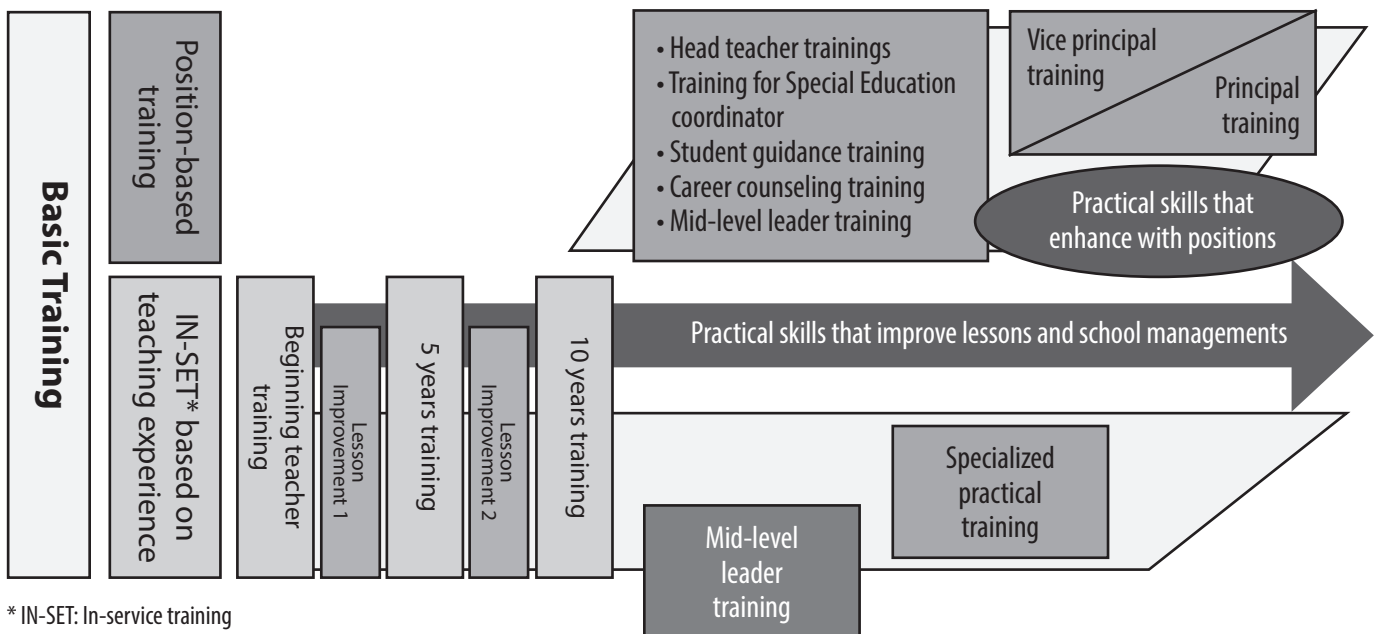 Basic Training
Position-based
training
• Head teacher trainings
• Training for Special Education
coordinator
• Student guidance training
• Career counseling training
• Mid-level leader training
Vice principal
training
Principal
training
Practical skills that
enhance with positions
IN-SET* based on
teaching experience
Beginning teacher
training
Lesson
Improvement 1
5 years training
Lesson
Improvement 2
10 years training
Practical skills that improve lessons and school managements
Mid-level
leader
training
Specialized
practical
training
* IN-SET: In-service training